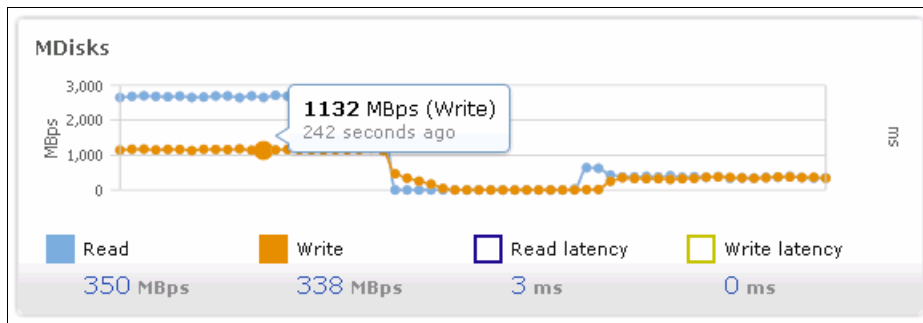 MDisks
3,000
2,000
1,000
0
MBps
1132 MBps (Write)
242 seconds ago
ms
Read
Write
Read latency
Write latency
350 MBps
338 MBps
3 ms
0 ms